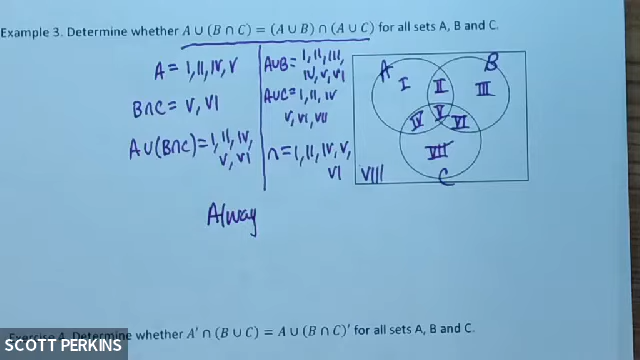 Example 3. Determine whether A ∪ (B ∩ C) = (A ∪ B) ∩ (A ∪ C) for all sets A, B and C.
A = I, II, IV, V
B∩C = V, VI
A∪(B∩C) = I, II, IV,
V, VI
A∪B = I, II, III,
IV, V, VI
A∪C = I, II, IV
V, VI, VII
∩ = I, II, IV, V,
VI
A
B
I
II
III
IV
V
VI
VII
VIII
C
Alway
Determine whether A′ ∩ (B ∪ C) = A ∪ (B ∩ C)′ for all sets A, B and C.
SCOTT PERKINS